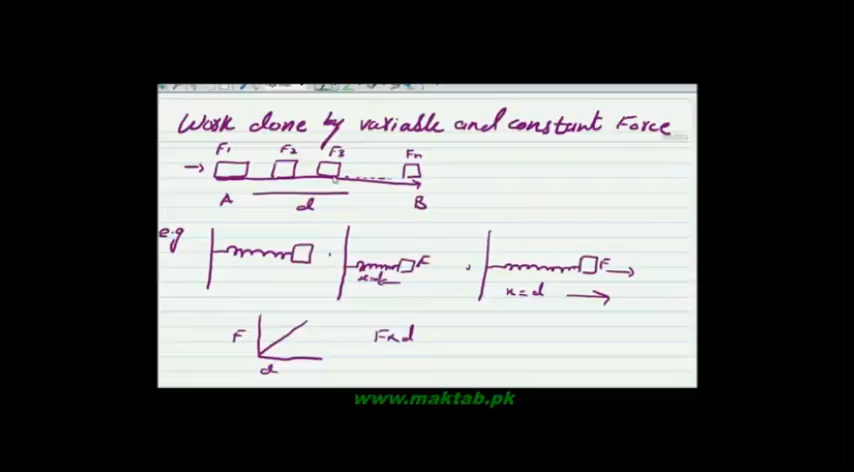 Work done by variable and constant Force
F1 F2 F3 Fn
A d B
e.g
F F
x=d x=d
F F∝d
d
www.maktab.pk